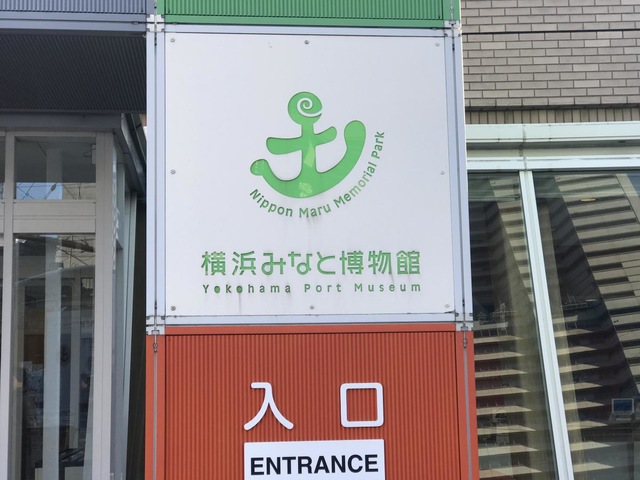 Nippon Maru Memorial Park
横浜みなと博物館
Yokohama Port Museum
入口
ENTRANCE